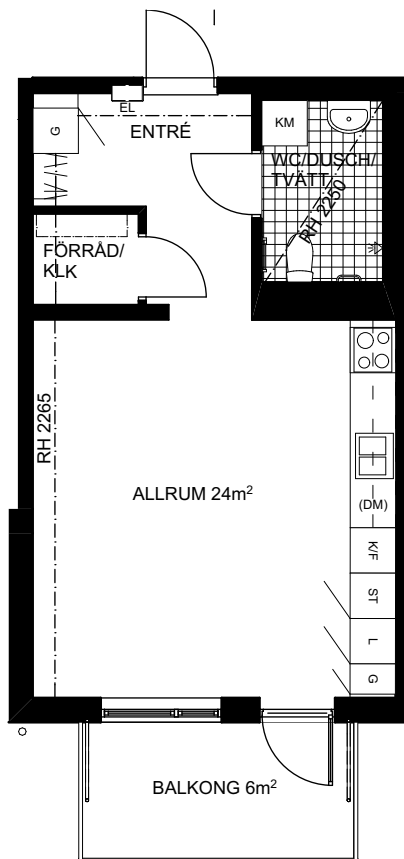 EL
G
ENTRÉ
KM
WC/DUSCH/
TVÄTT
RH 2250
FÖRRÅD/
KLK
RH 2265
ALLRUM 24m²
(DM)
K/F
ST
L
G
BALKONG 6m²